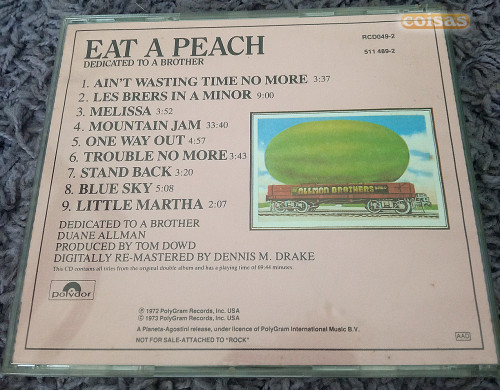 coisas
EAT A PEACH
DEDICATED TO A BROTHER
RCD049-2
511 489-2
1. AIN'T WASTING TIME NO MORE 3:37
2. LES BRERS IN A MINOR 9:00
3. MELISSA 3:52
4. MOUNTAIN JAM 33:40
5. ONE WAY OUT 4:57
6. TROUBLE NO MORE 3:43
7. STAND BACK 3:20
8. BLUE SKY 5:08
9. LITTLE MARTHA 2:07
ALLMAN BROTHERS
DEDICATED TO A BROTHER
DUANE ALLMAN
PRODUCED BY TOM DOWD
DIGITALLY RE-MASTERED BY DENNIS M. DRAKE
This CD contains all titles from the original double album and has a playing time of 69:44 minutes.
Polydor
℗ 1972 PolyGram Records, Inc. USA
© 1973 PolyGram Records, Inc. USA
A Planeta-Agostini release, under licence of PolyGram International Music B.V.
NOT FOR SALE-ATTACHED TO "ROCK"
AAD